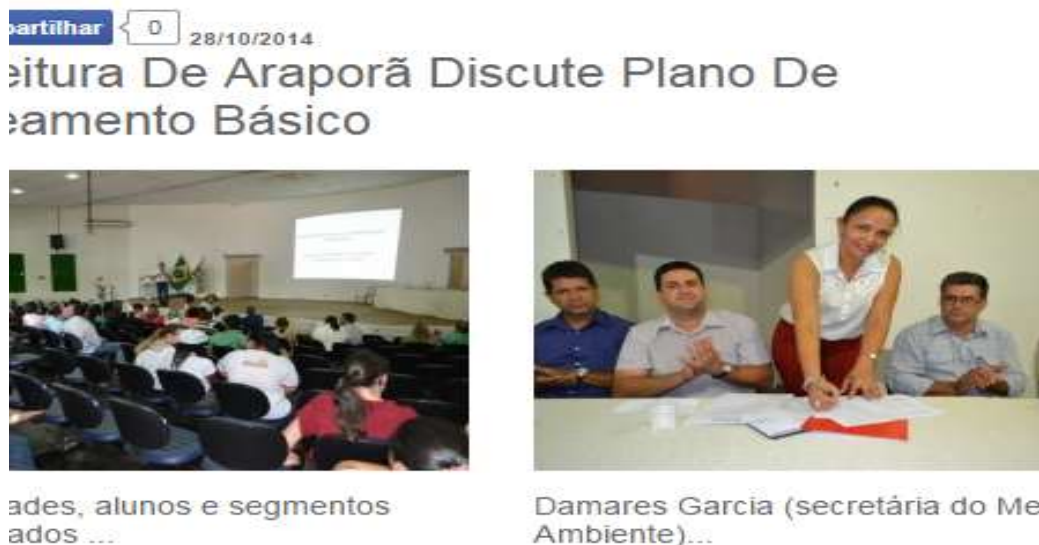 partilhar 0 28/10/2014
eitura De Araporã Discute Plano De
eamento Básico
ades, alunos e segmentos
ados ...
Damares Garcia (secretária do Me
Ambiente)...